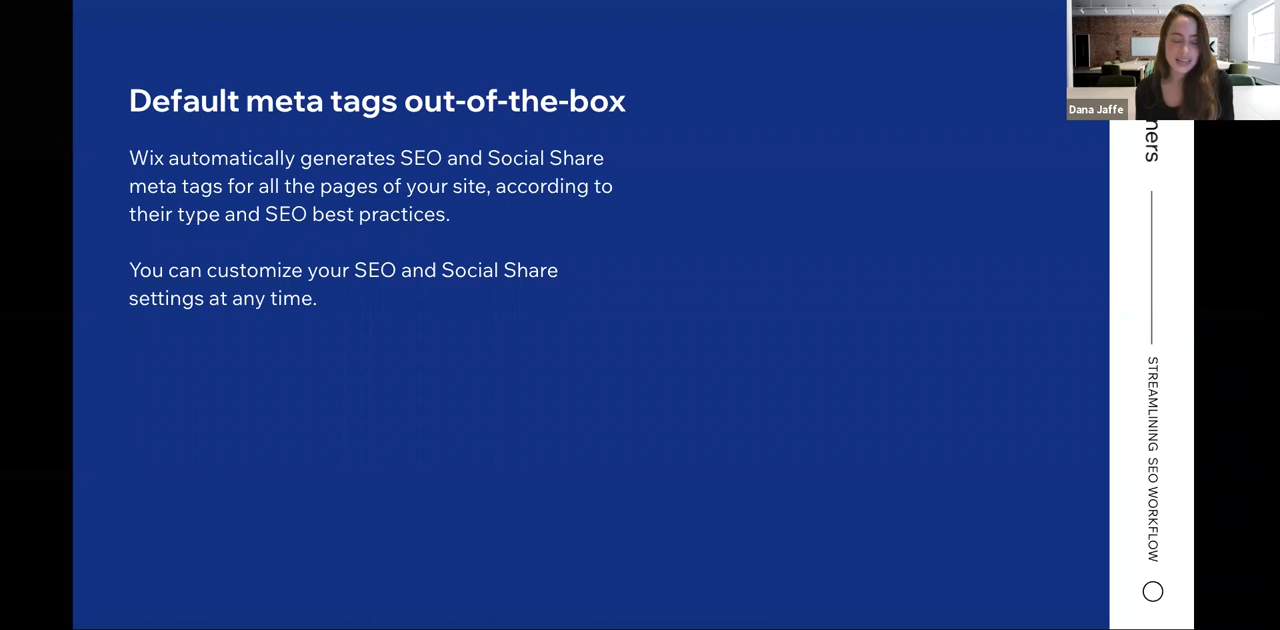 Default meta tags out-of-the-box
Wix automatically generates SEO and Social Share
meta tags for all the pages of your site, according to
their type and SEO best practices.
You can customize your SEO and Social Share
settings at any time.
Dana Jaffe
STREAMLINING SEO WORKFLOW